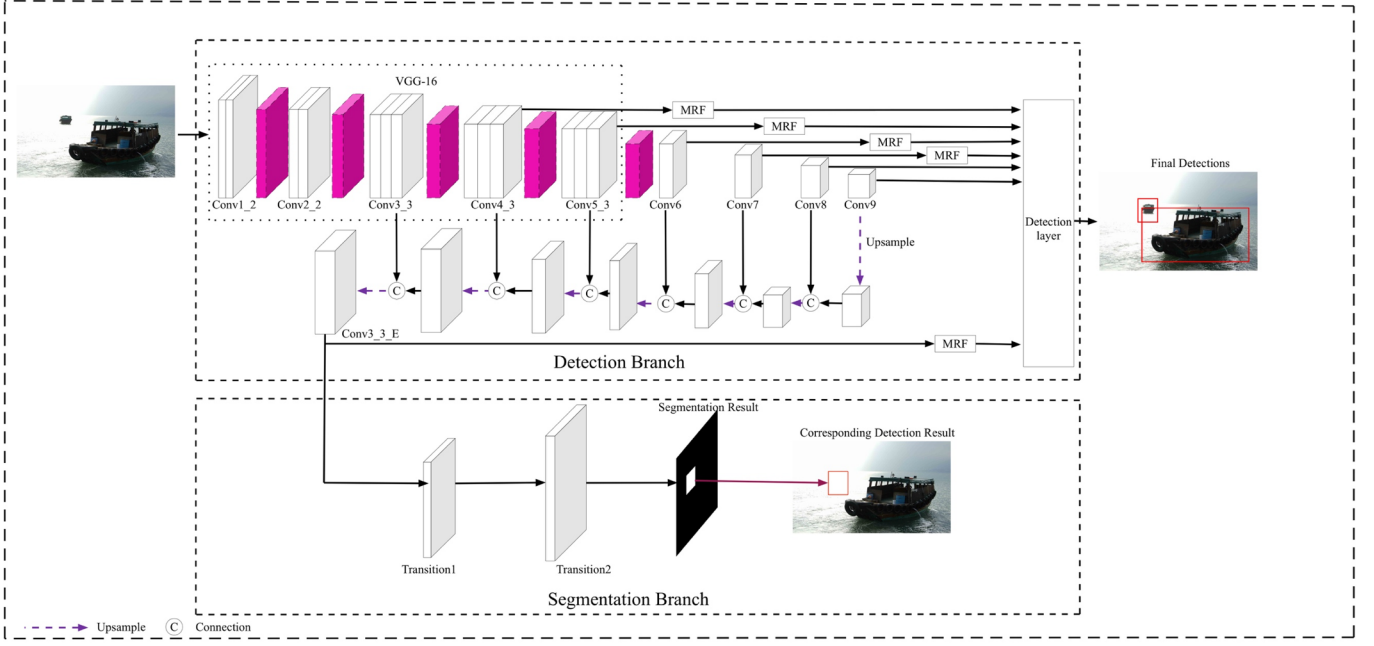 VGG-16
MRF
MRF
MRF
MRF
Conv1_2
Conv2_2
Conv3_3
Conv4_3
Conv5_3
Conv6
Conv7
Conv8
Conv9
Final Detections
Detection
layer
Upsample
C
C
C
C
C
C
Conv3_3_E
MRF
Detection Branch
Segmentation Result
Corresponding Detection Result
Transition1
Transition2
Segmentation Branch
Upsample
C
Connection